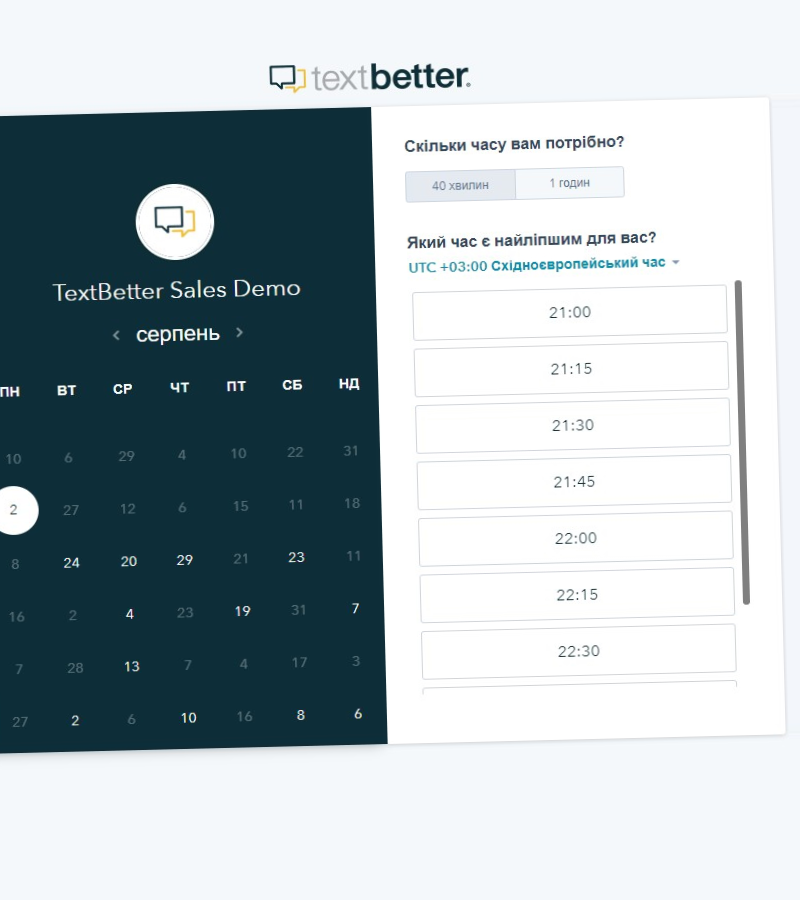 textbetter.
TextBetter Sales Demo
серпень
ПН ВТ СР ЧТ ПТ СБ НД
10 6 29 4 10 22 31
2 27 12 6 15 11 18
8 24 20 29 21 23 11
16 2 4 23 19 31 7
7 28 13 7 4 17 3
27 2 6 10 16 8 6
Скільки часу вам потрібно?
40 хвилин 1 годин
Який час є найліпшим для вас?
UTC +03:00 Східноєвропейський час
21:00
21:15
21:30
21:45
22:00
22:15
22:30